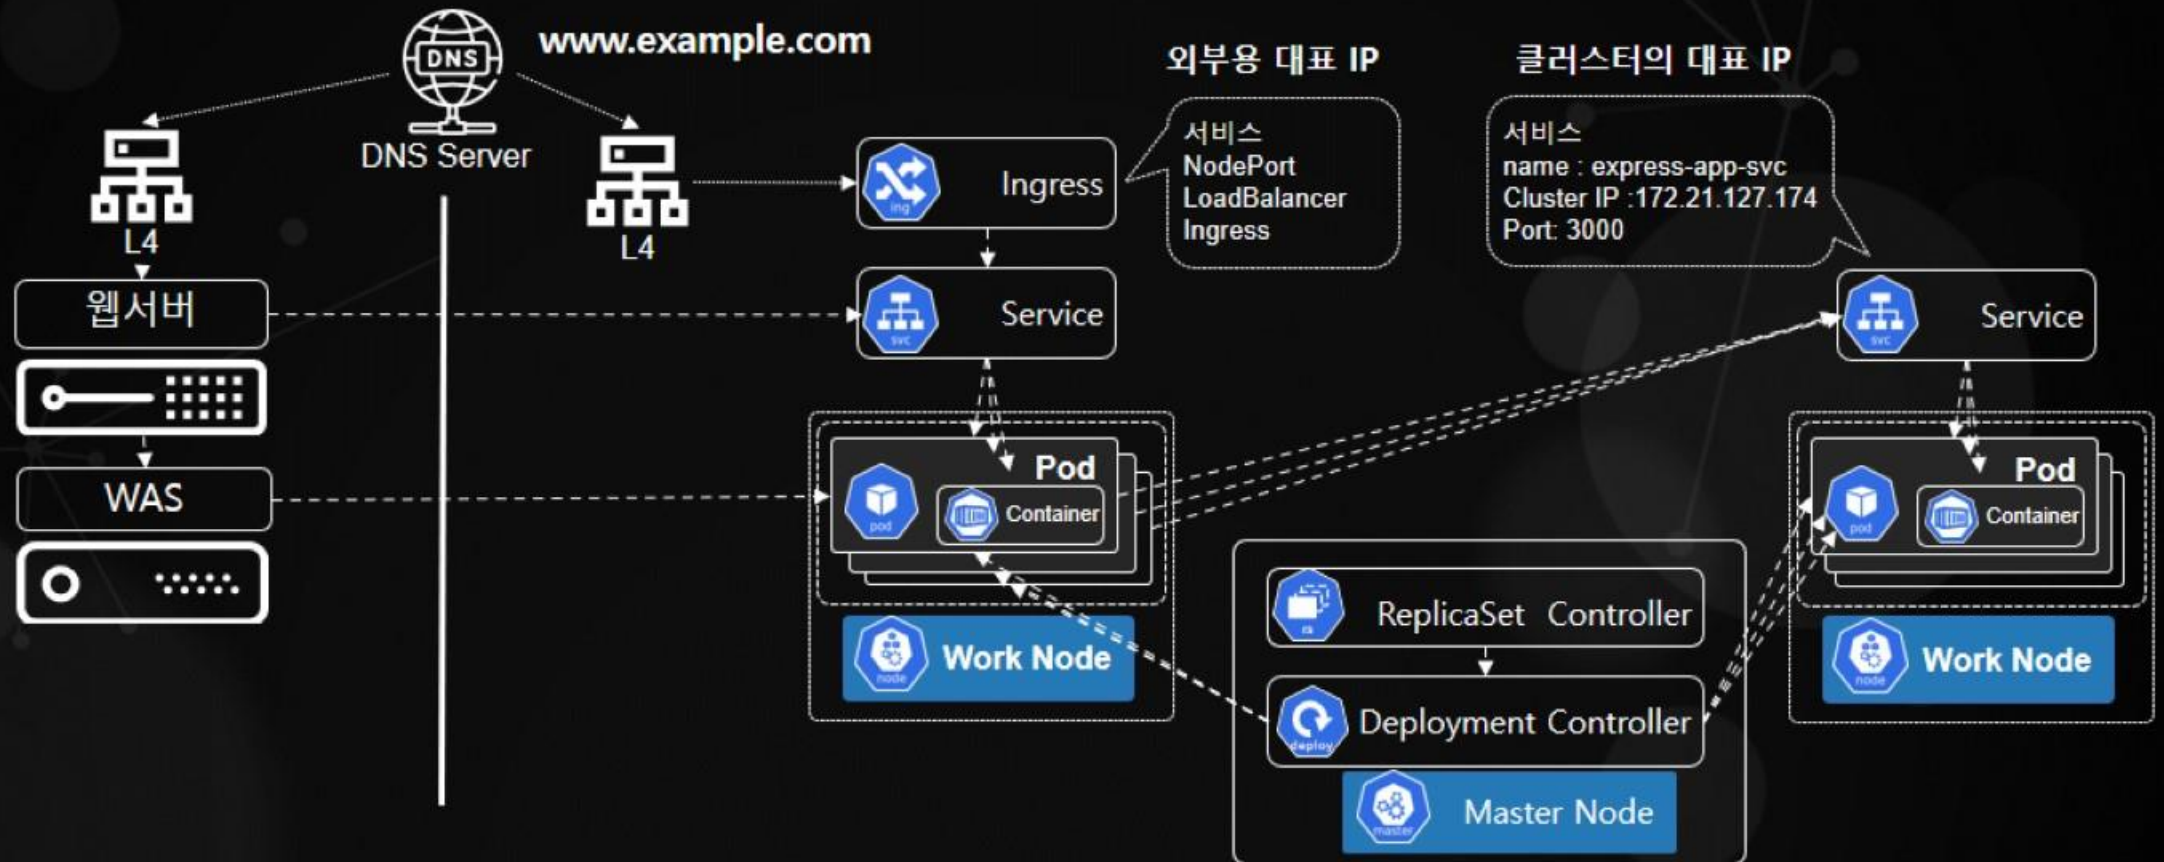 www.example.com
DNS
DNS Server
L4
L4
웹서버
WAS
외부용 대표 IP
서비스
NodePort
LoadBalancer
Ingress
클러스터의 대표 IP
서비스
name : express-app-svc
Cluster IP :172.21.127.174
Port: 3000
ing
Ingress
svc
Service
Pod
pod
Container
node
Work Node
rs
ReplicaSet Controller
deploy
Deployment Controller
master
Master Node
svc
Service
Pod
pod
Container
node
Work Node